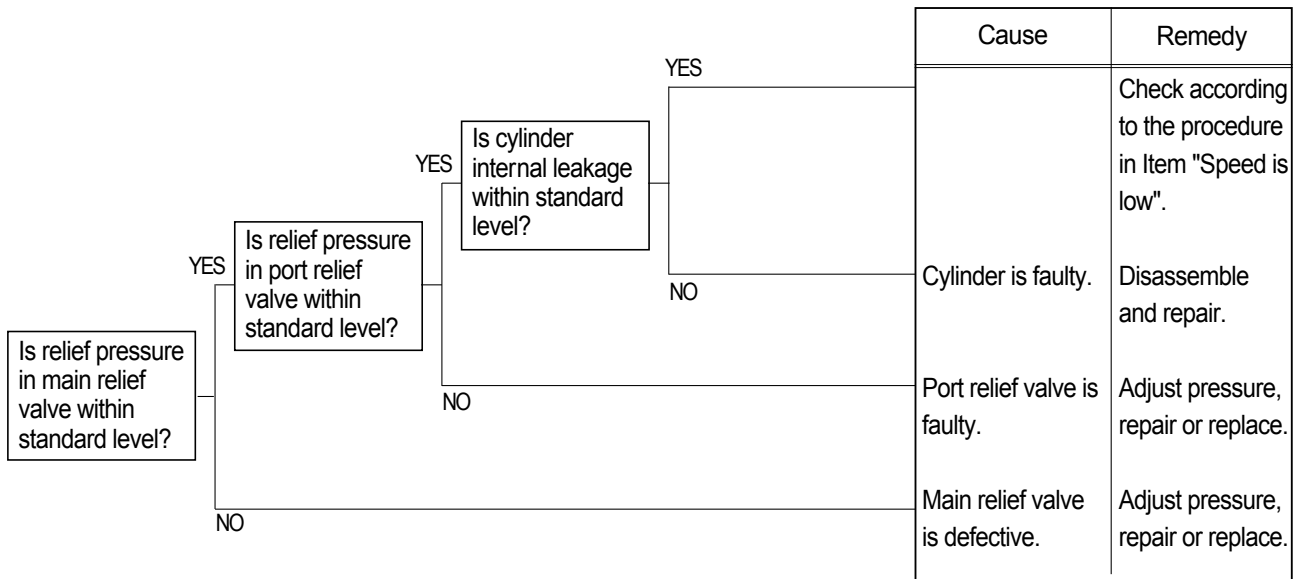 Cause
Remedy
YES
Check according
to the procedure
in Item "Speed is
low".
Is cylinder
internal leakage
within standard
level?
YES
NO
Cylinder is faulty.
Disassemble
and repair.
Is relief pressure
in port relief
valve within
standard level?
YES
NO
Port relief valve is
faulty.
Adjust pressure,
repair or replace.
Is relief pressure
in main relief
valve within
standard level?
NO
Main relief valve
is defective.
Adjust pressure,
repair or replace.